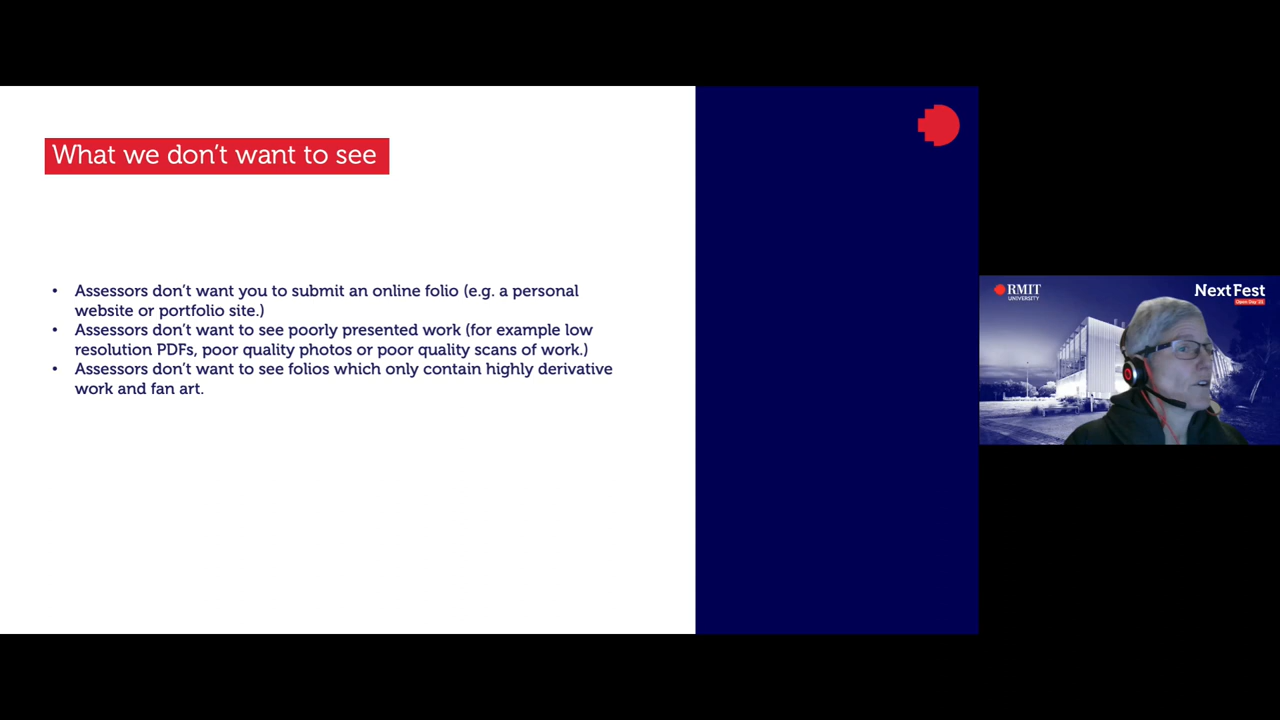 What we don’t want to see
• Assessors don’t want you to submit an online folio (e.g. a personal
website or portfolio site.)
• Assessors don’t want to see poorly presented work (for example low
resolution PDFs, poor quality photos or poor quality scans of work.)
• Assessors don’t want to see folios which only contain highly derivative
work and fan art.
RMIT
UNIVERSITY
NextFest
Open Day